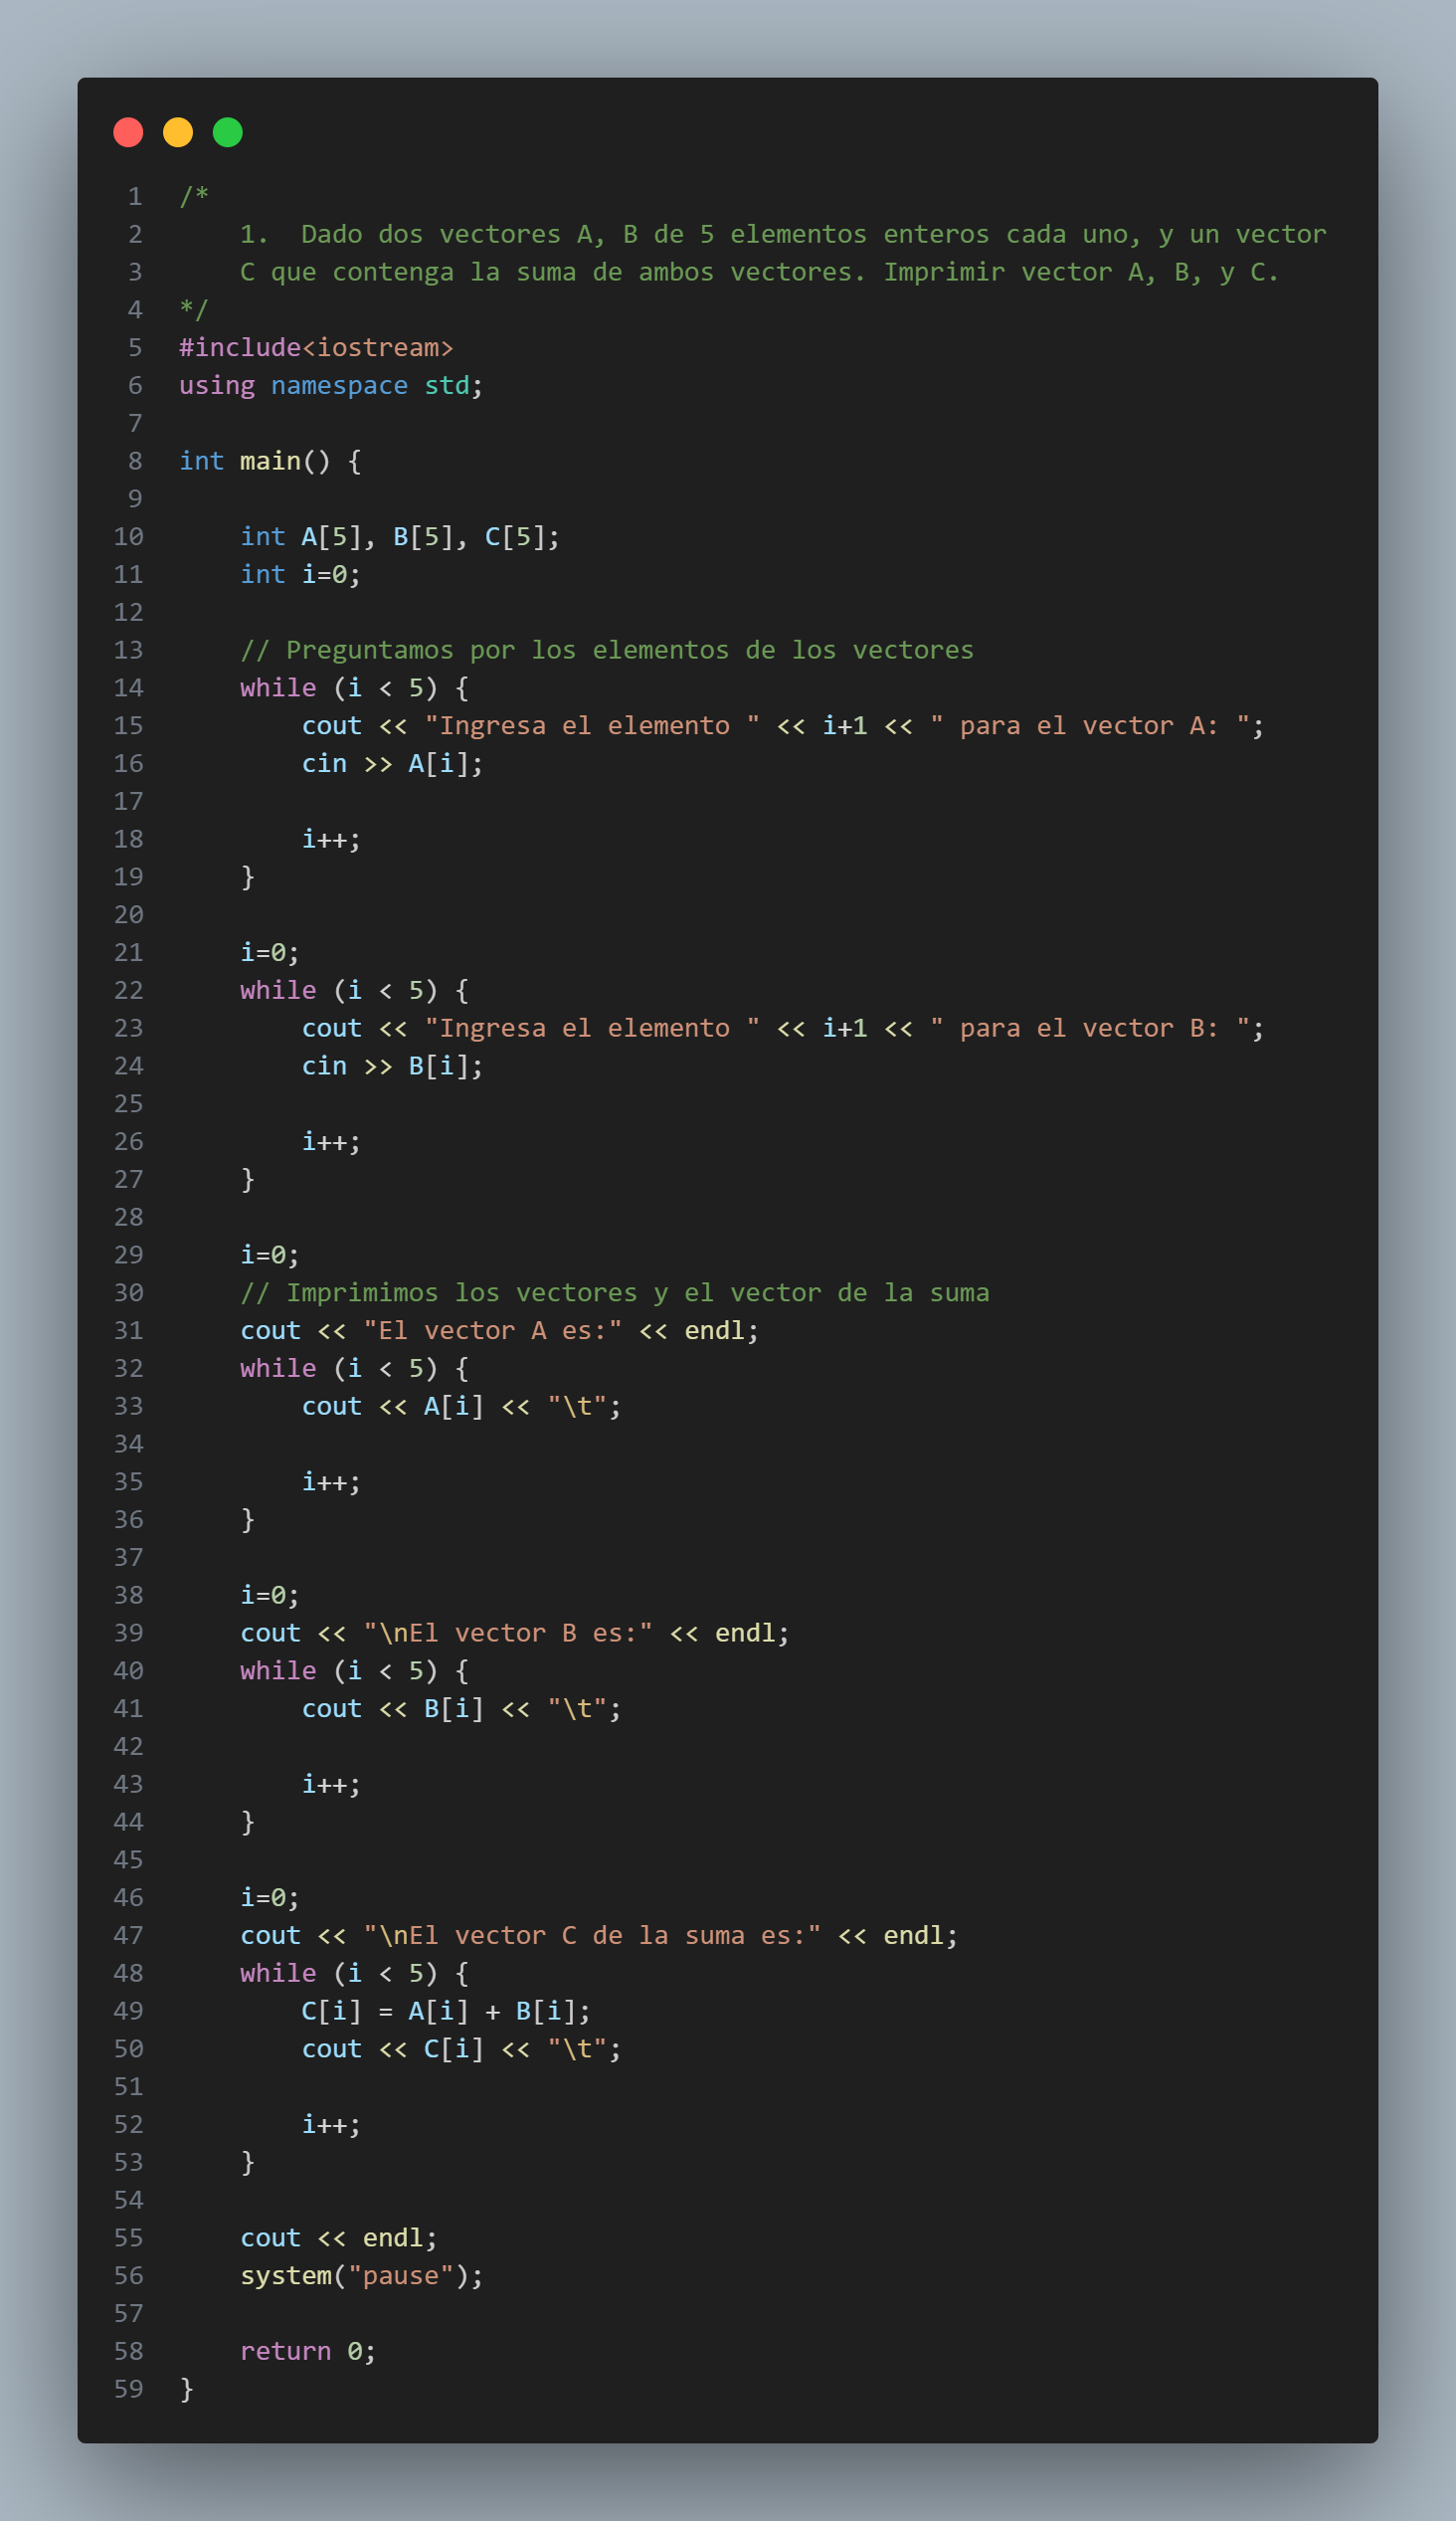 1 /*
2     1.  Dado dos vectores A, B de 5 elementos enteros cada uno, y un vector
3     C que contenga la suma de ambos vectores. Imprimir vector A, B, y C.
4 */
5 #include<iostream>
6 using namespace std;
7
8 int main() {
9
10     int A[5], B[5], C[5];
11     int i=0;
12
13     // Preguntamos por los elementos de los vectores
14     while (i < 5) {
15         cout << "Ingresa el elemento " << i+1 << " para el vector A: ";
16         cin >> A[i];
17
18         i++;
19     }
20
21     i=0;
22     while (i < 5) {
23         cout << "Ingresa el elemento " << i+1 << " para el vector B: ";
24         cin >> B[i];
25
26         i++;
27     }
28
29     i=0;
30     // Imprimimos los vectores y el vector de la suma
31     cout << "El vector A es:" << endl;
32     while (i < 5) {
33         cout << A[i] << "\t";
34
35         i++;
36     }
37
38     i=0;
39     cout << "\nEl vector B es:" << endl;
40     while (i < 5) {
41         cout << B[i] << "\t";
42
43         i++;
44     }
45
46     i=0;
47     cout << "\nEl vector C de la suma es:" << endl;
48     while (i < 5) {
49         C[i] = A[i] + B[i];
50         cout << C[i] << "\t";
51
52         i++;
53     }
54
55     cout << endl;
56     system("pause");
57
58     return 0;
59 }